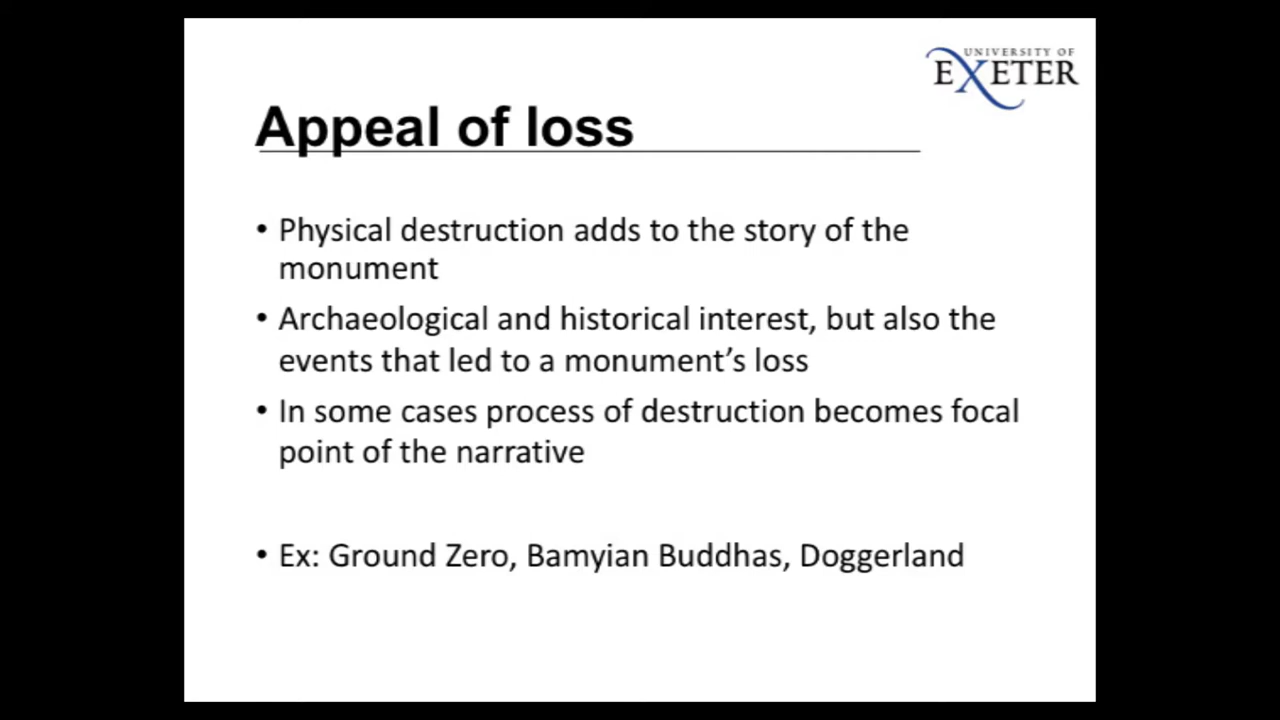 UNIVERSITY OF
EXETER
Appeal of loss
• Physical destruction adds to the story of the
monument
• Archaeological and historical interest, but also the
events that led to a monument’s loss
• In some cases process of destruction becomes focal
point of the narrative
• Ex: Ground Zero, Bamyian Buddhas, Doggerland